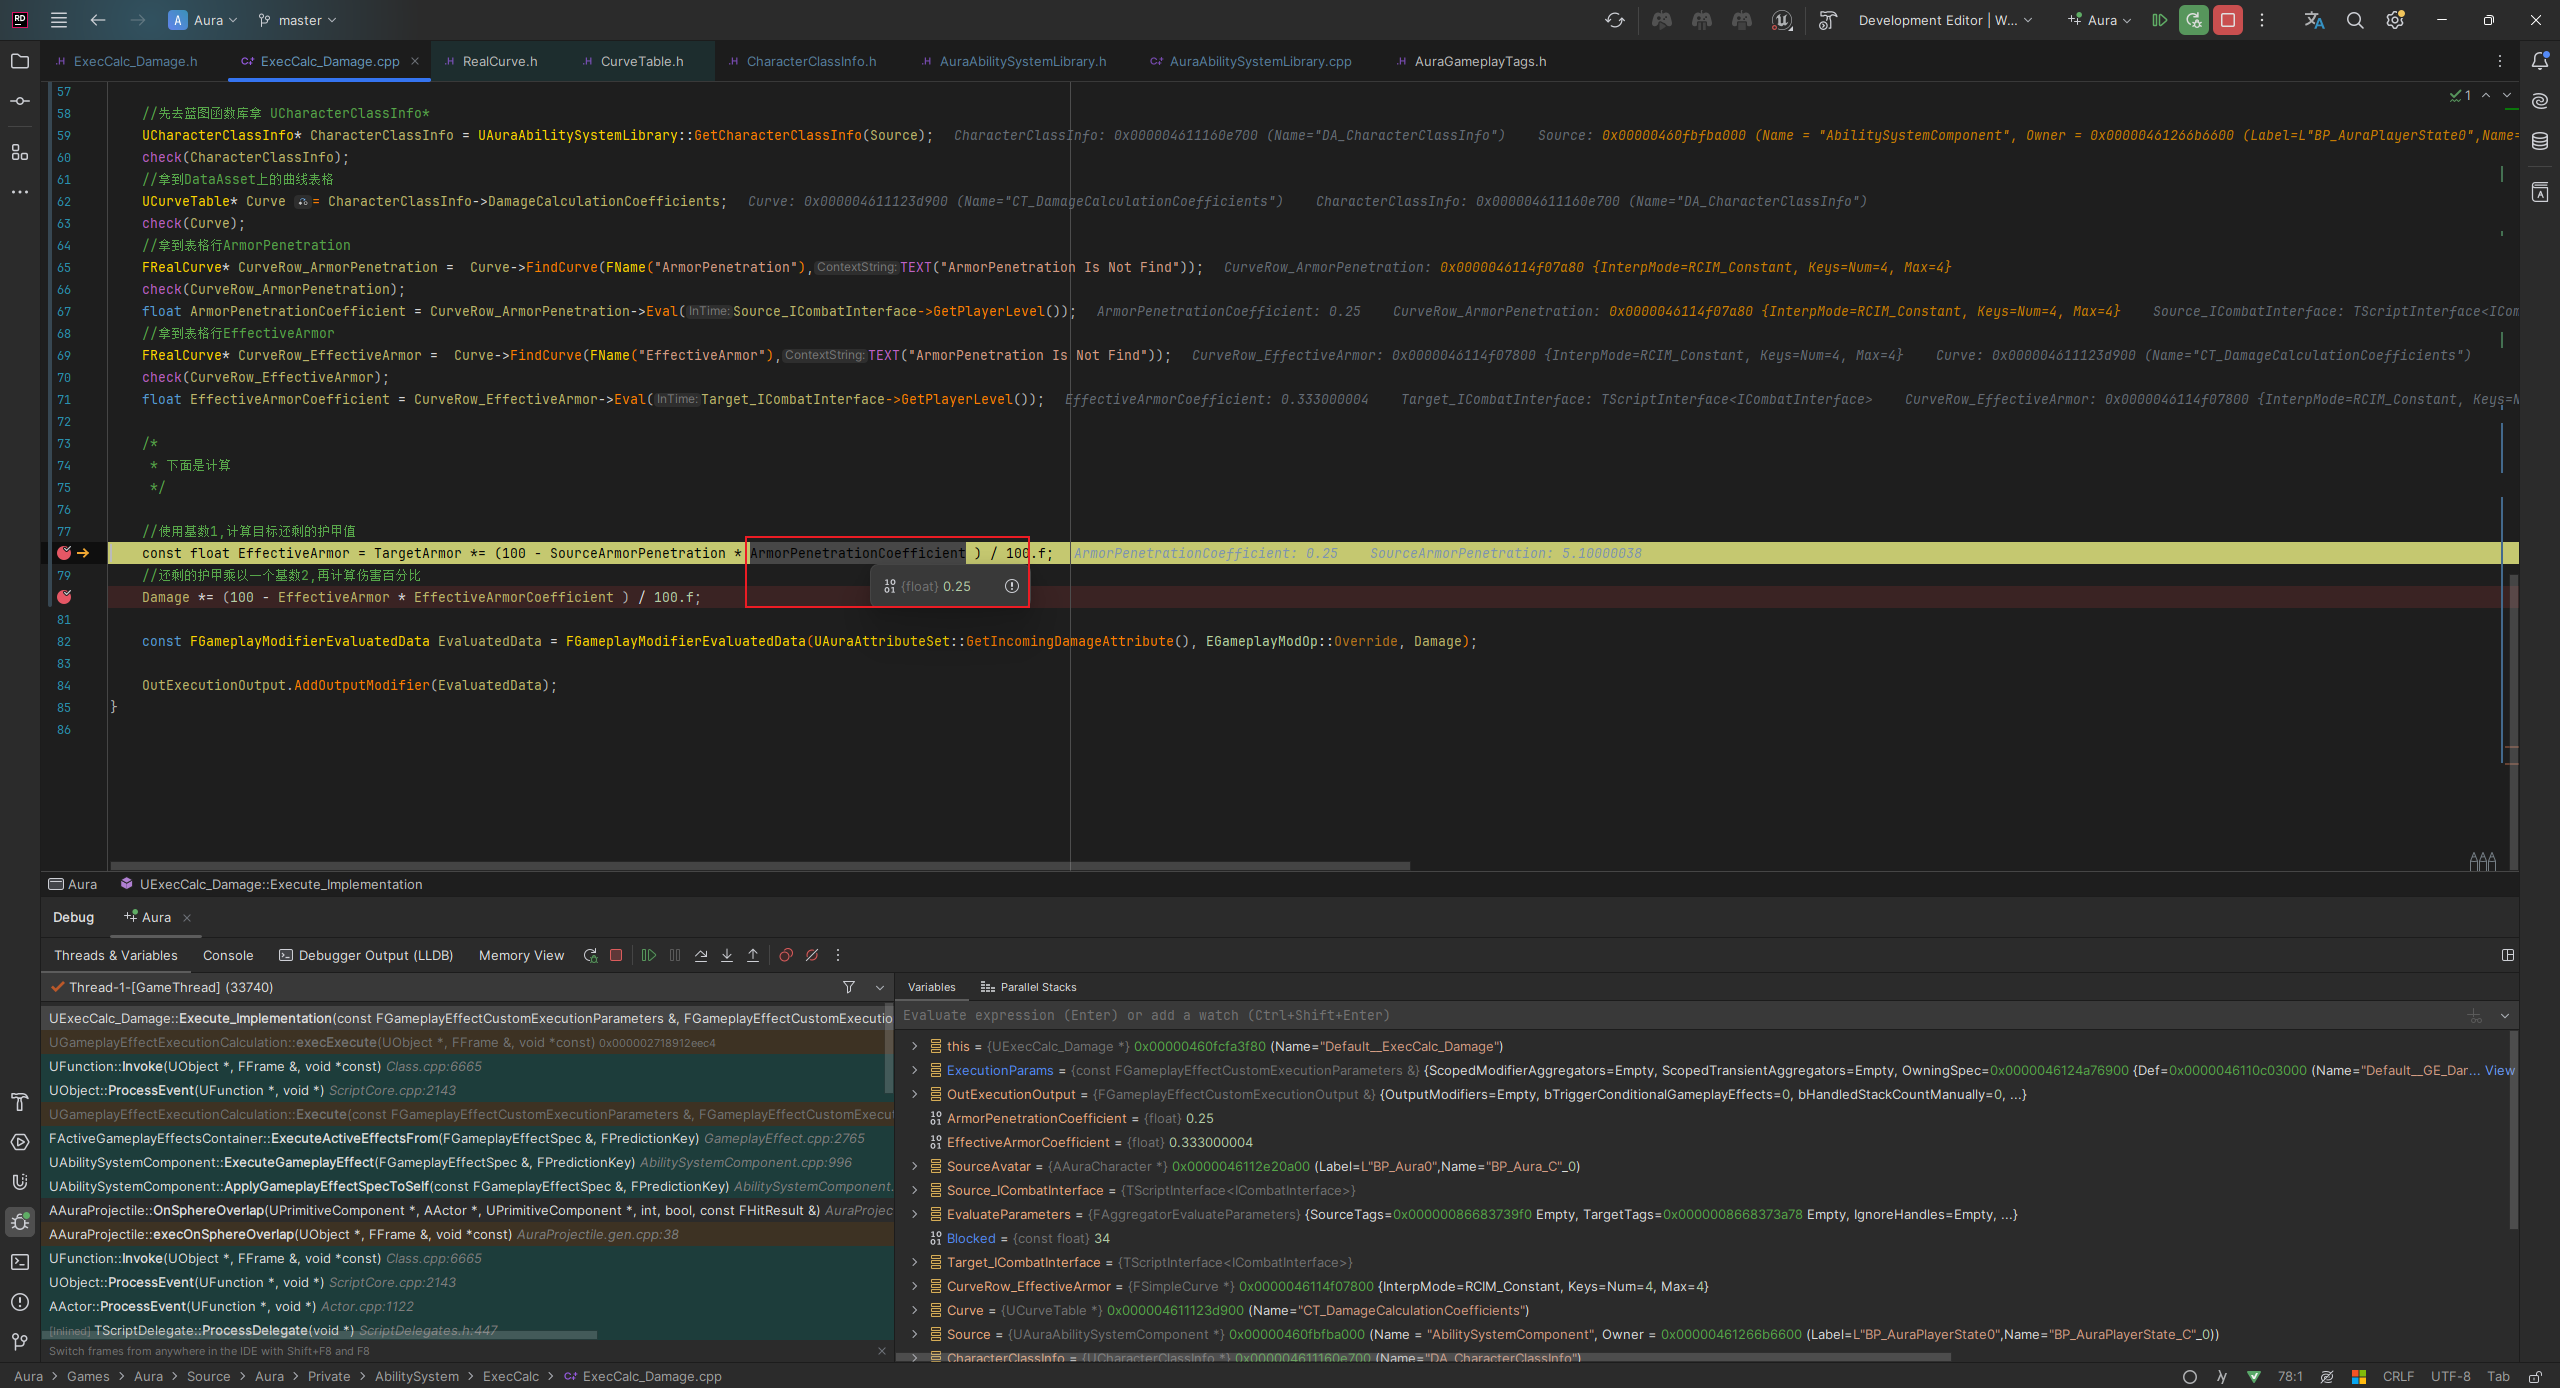 Aura
master
Development Editor | W...
Aura
ExecCalc_Damage.h
ExecCalc_Damage.cpp
RealCurve.h
CurveTable.h
CharacterClassInfo.h
AuraAbilitySystemLibrary.h
AuraAbilitySystemLibrary.cpp
AuraGameplayTags.h
1
57
58 //先去蓝图函数库拿 UCharacterClassInfo*
59 UCharacterClassInfo* CharacterClassInfo = UAuraAbilitySystemLibrary::GetCharacterClassInfo(Source); CharacterClassInfo: 0x000004611160e700 (Name="DA_CharacterClassInfo") Source: 0x00000460fbfba000 (Name = "AbilitySystemComponent", Owner = 0x00000461266b6600 (Label=L"BP_AuraPlayerState0",Name=
60 check(CharacterClassInfo);
61 //拿到DataAsset上的曲线表格
62 UCurveTable* Curve = CharacterClassInfo->DamageCalculationCoefficients; Curve: 0x000004611123d900 (Name="CT_DamageCalculationCoefficients") CharacterClassInfo: 0x000004611160e700 (Name="DA_CharacterClassInfo")
63 check(Curve);
64 //拿到表格行ArmorPenetration
65 FRealCurve* CurveRow_ArmorPenetration = Curve->FindCurve(FName("ArmorPenetration"),ContextString:TEXT("ArmorPenetration Is Not Find")); CurveRow_ArmorPenetration: 0x0000046114f07a80 {InterpMode=RCIM_Constant, Keys=Num=4, Max=4}
66 check(CurveRow_ArmorPenetration);
67 float ArmorPenetrationCoefficient = CurveRow_ArmorPenetration->Eval(InTime:Source_ICombatInterface->GetPlayerLevel()); ArmorPenetrationCoefficient: 0.25 CurveRow_ArmorPenetration: 0x0000046114f07a80 {InterpMode=RCIM_Constant, Keys=Num=4, Max=4} Source_ICombatInterface: TScriptInterface<ICom
68 //拿到表格行EffectiveArmor
69 FRealCurve* CurveRow_EffectiveArmor = Curve->FindCurve(FName("EffectiveArmor"),ContextString:TEXT("ArmorPenetration Is Not Find")); CurveRow_EffectiveArmor: 0x0000046114f07800 {InterpMode=RCIM_Constant, Keys=Num=4, Max=4} Curve: 0x000004611123d900 (Name="CT_DamageCalculationCoefficients")
70 check(CurveRow_EffectiveArmor);
71 float EffectiveArmorCoefficient = CurveRow_EffectiveArmor->Eval(InTime:Target_ICombatInterface->GetPlayerLevel()); EffectiveArmorCoefficient: 0.333000004 Target_ICombatInterface: TScriptInterface<ICombatInterface> CurveRow_EffectiveArmor: 0x0000046114f07800 {InterpMode=RCIM_Constant, Keys=N
72
73 /*
74 * 下面是计算
75 */
76
77 //使用基数1,计算目标还剩的护甲值
const float EffectiveArmor = TargetArmor *= (100 - SourceArmorPenetration * ArmorPenetrationCoefficient ) / 100.f; ArmorPenetrationCoefficient: 0.25 SourceArmorPenetration: 5.10000038
79 //还剩的护甲乘以一个基数2,再计算伤害百分比
{float} 0.25
Damage *= (100 - EffectiveArmor * EffectiveArmorCoefficient ) / 100.f;
81
82 const FGameplayModifierEvaluatedData EvaluatedData = FGameplayModifierEvaluatedData(UAuraAttributeSet::GetIncomingDamageAttribute(), EGameplayModOp::Override, Damage);
83
84 OutExecutionOutput.AddOutputModifier(EvaluatedData);
85 }
86
Aura
UExecCalc_Damage::Execute_Implementation
Debug
Aura
Threads & Variables
Console
Debugger Output (LLDB)
Memory View
Thread-1-[GameThread] (33740)
UExecCalc_Damage::Execute_Implementation(const FGameplayEffectCustomExecutionParameters &, FGameplayEffectCustomExecutio
UGameplayEffectExecutionCalculation::execExecute(UObject *, FFrame &, void *const) 0x000002718912eec4
UFunction::Invoke(UObject *, FFrame &, void *const) Class.cpp:6665
UObject::ProcessEvent(UFunction *, void *) ScriptCore.cpp:2143
UGameplayEffectExecutionCalculation::Execute(const FGameplayEffectCustomExecutionParameters &, FGameplayEffectCustomExecut
FActiveGameplayEffectsContainer::ExecuteActiveEffectsFrom(FGameplayEffectSpec &, FPredictionKey) GameplayEffect.cpp:2765
UAbilitySystemComponent::ExecuteGameplayEffect(FGameplayEffectSpec &, FPredictionKey) AbilitySystemComponent.cpp:996
UAbilitySystemComponent::ApplyGameplayEffectSpecToSelf(const FGameplayEffectSpec &, FPredictionKey) AbilitySystemComponent.
AAuraProjectile::OnSphereOverlap(UPrimitiveComponent *, AActor *, UPrimitiveComponent *, int, bool, const FHitResult &) AuraProjec
AAuraProjectile::execOnSphereOverlap(UObject *, FFrame &, void *const) AuraProjectile.gen.cpp:38
UFunction::Invoke(UObject *, FFrame &, void *const) Class.cpp:6665
UObject::ProcessEvent(UFunction *, void *) ScriptCore.cpp:2143
AActor::ProcessEvent(UFunction *, void *) Actor.cpp:1122
[Inlined] TScriptDelegate::ProcessDelegate(void *) ScriptDelegates.h:447
Switch frames from anywhere in the IDE with Shift+F8 and F8
Variables
Parallel Stacks
Evaluate expression (Enter) or add a watch (Ctrl+Shift+Enter)
this = {UExecCalc_Damage *} 0x00000460fcfa3f80 (Name="Default__ExecCalc_Damage")
ExecutionParams = {const FGameplayEffectCustomExecutionParameters &} {ScopedModifierAggregators=Empty, ScopedTransientAggregators=Empty, OwningSpec=0x0000046124a76900 {Def=0x0000046110c03000 (Name="Default__GE_Dar... View
OutExecutionOutput = {FGameplayEffectCustomExecutionOutput &} {OutputModifiers=Empty, bTriggerConditionalGameplayEffects=0, bHandledStackCountManually=0, ...}
ArmorPenetrationCoefficient = {float} 0.25
EffectiveArmorCoefficient = {float} 0.333000004
SourceAvatar = {AAuraCharacter *} 0x0000046112e20a00 (Label=L"BP_Aura0",Name="BP_Aura_C"_0)
Source_ICombatInterface = {TScriptInterface<ICombatInterface>}
EvaluateParameters = {FAggregatorEvaluateParameters} {SourceTags=0x00000086683739f0 Empty, TargetTags=0x0000008668373a78 Empty, IgnoreHandles=Empty, ...}
Blocked = {const float} 34
Target_ICombatInterface = {TScriptInterface<ICombatInterface>}
CurveRow_EffectiveArmor = {FSimpleCurve *} 0x0000046114f07800 {InterpMode=RCIM_Constant, Keys=Num=4, Max=4}
Curve = {UCurveTable *} 0x000004611123d900 (Name="CT_DamageCalculationCoefficients")
Source = {UAuraAbilitySystemComponent *} 0x00000460fbfba000 (Name = "AbilitySystemComponent", Owner = 0x00000461266b6600 (Label=L"BP_AuraPlayerState0",Name="BP_AuraPlayerState_C"_0))
CharacterClassInfo = {UCharacterClassInfo *} 0x000004611160e700 (Name="DA_CharacterClassInfo")
Aura > Games > Aura > Source > Aura > Private > AbilitySystem > ExecCalc > ExecCalc_Damage.cpp
78:1
CRLF
UTF-8
Tab